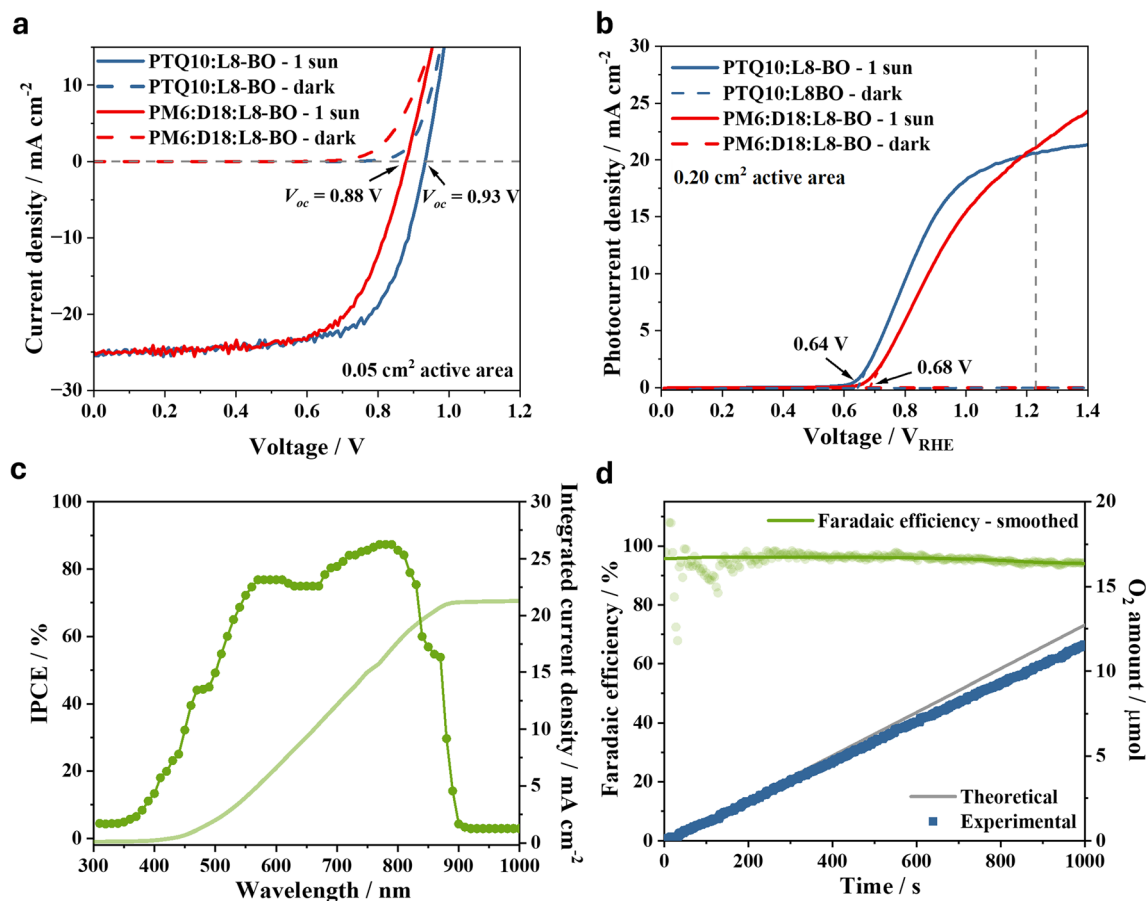 a
PTQ10:L8-BO - 1 sun
PTQ10:L8-BO - dark
PM6:D18:L8-BO - 1 sun
PM6:D18:L8-BO - dark
Voc = 0.88 V
Voc = 0.93 V
0.05 cm² active area
10
0
−10
−20
−30
Current density / mA cm⁻²
0.0 0.2 0.4 0.6 0.8 1.0 1.2
Voltage / V
b
PTQ10:L8-BO - 1 sun
PTQ10:L8BO - dark
PM6:D18:L8-BO - 1 sun
PM6:D18:L8-BO - dark
0.20 cm² active area
0.64 V
0.68 V
30
25
20
15
10
5
0
Photocurrent density / mA cm⁻²
0.0 0.2 0.4 0.6 0.8 1.0 1.2 1.4
Voltage / VRHE
c
100
80
60
40
20
0
IPCE / %
30
25
20
15
10
5
0
Integrated current density / mA cm⁻²
300 400 500 600 700 800 900 1000
Wavelength / nm
d
Faradaic efficiency - smoothed
Theoretical
Experimental
100
80
60
40
20
0
Faradaic efficiency / %
20
15
10
5
0
O₂ amount / μmol
0 200 400 600 800 1000
Time / s